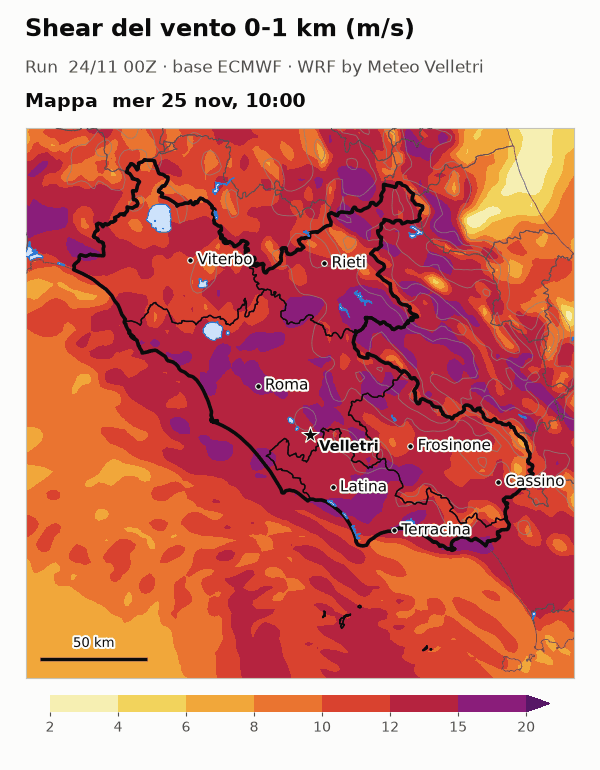 Shear del vento 0-1 km (m/s)
Run  24/11 00Z · base ECMWF · WRF by Meteo Velletri
Mappa  mer 25 nov, 10:00
Viterbo
Rieti
Roma
Velletri
Frosinone
Latina
Cassino
Terracina
50 km
2 4 6 8 10 12 15 20